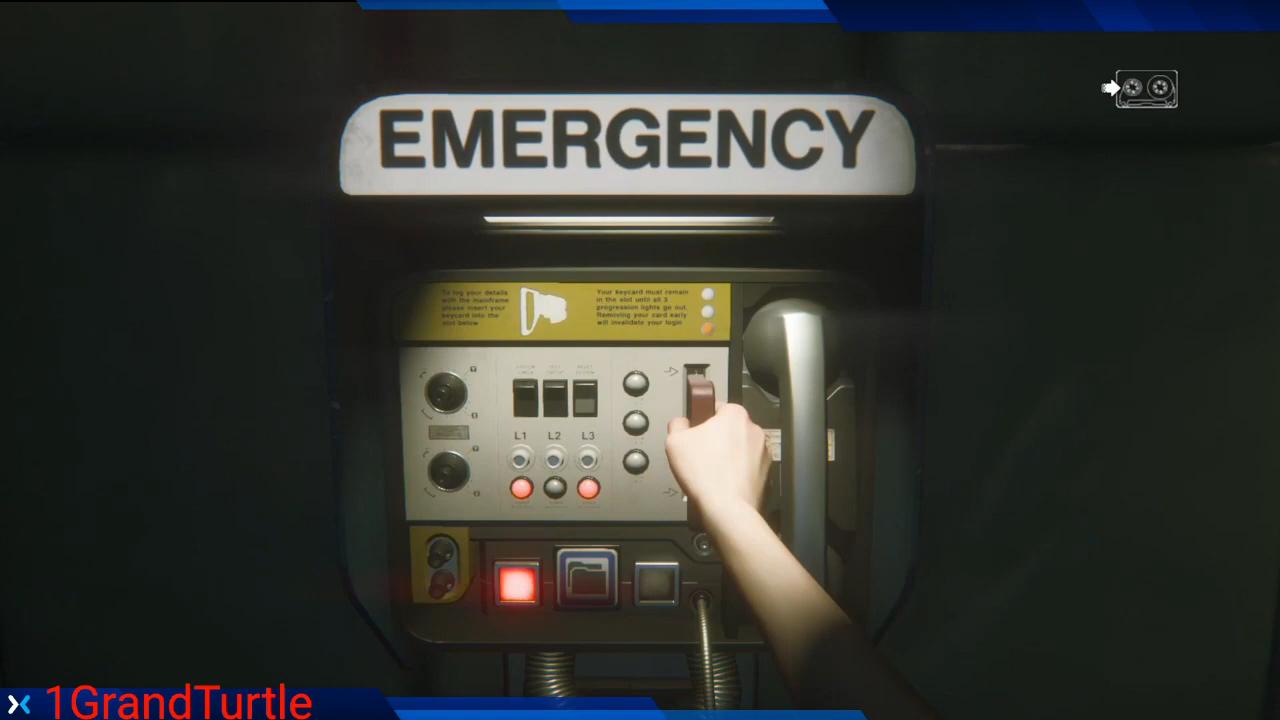 EMERGENCY
To log your details
with the mainframe
please insert your
keycard into the
slot below
Your keycard must remain
in the slot until all 3
progression lights go out.
Removing your card early
will invalidate your login
L1 L2 L3
1GrandTurtle